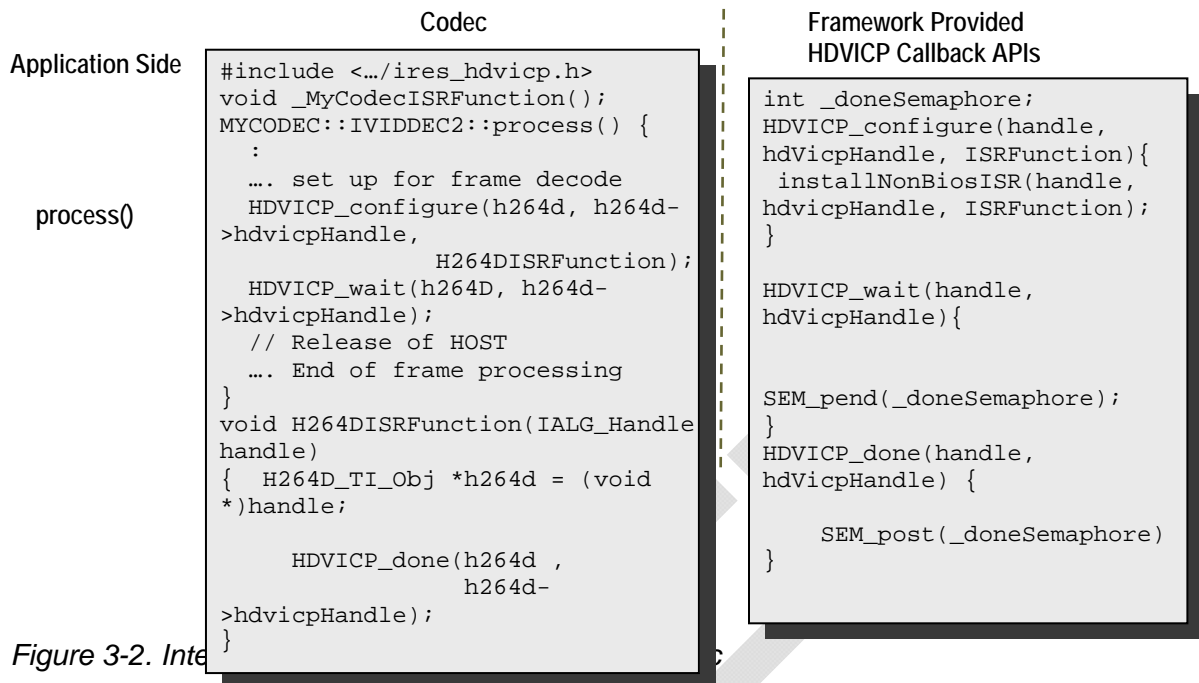 Codec
Framework Provided
HDVICP Callback APIs
Application Side
process()
#include <…/ires_hdvicp.h>
void _MyCodecISRFunction();
MYCODEC::IVIDDEC2::process() {
:
…. set up for frame decode
HDVICP_configure(h264d, h264d-
>hdvicpHandle,
H264DISRFunction);
HDVICP_wait(h264D, h264d-
>hdvicpHandle);
// Release of HOST
…. End of frame processing
}
void H264DISRFunction(IALG_Handle
handle)
{ H264D_TI_Obj *h264d = (void
*)handle;
HDVICP_done(h264d ,
h264d-
>hdvicpHandle);
}
int _doneSemaphore;
HDVICP_configure(handle,
hdVicpHandle, ISRFunction){
installNonBiosISR(handle,
hdvicpHandle, ISRFunction);
}
HDVICP_wait(handle,
hdVicpHandle){
SEM_pend(_doneSemaphore);
}
HDVICP_done(handle,
hdVicpHandle) {
SEM_post(_doneSemaphore)
}
Figure 3-2.